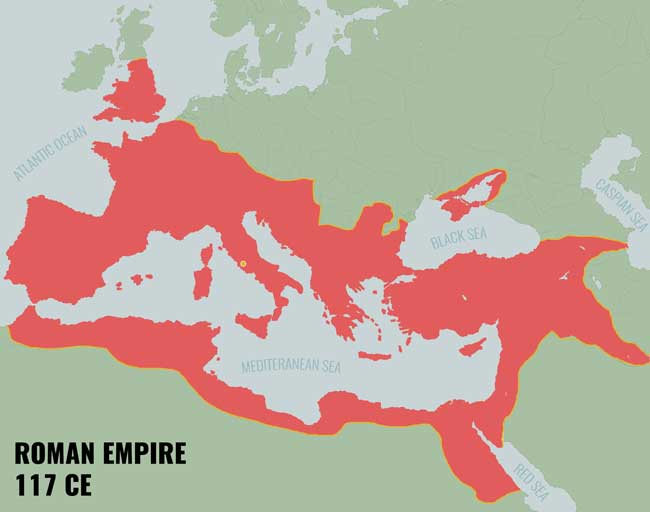 ATLANTIC OCEAN
CASPIAN SEA
BLACK SEA
MEDITERANEAN SEA
RED SEA
ROMAN EMPIRE
117 CE